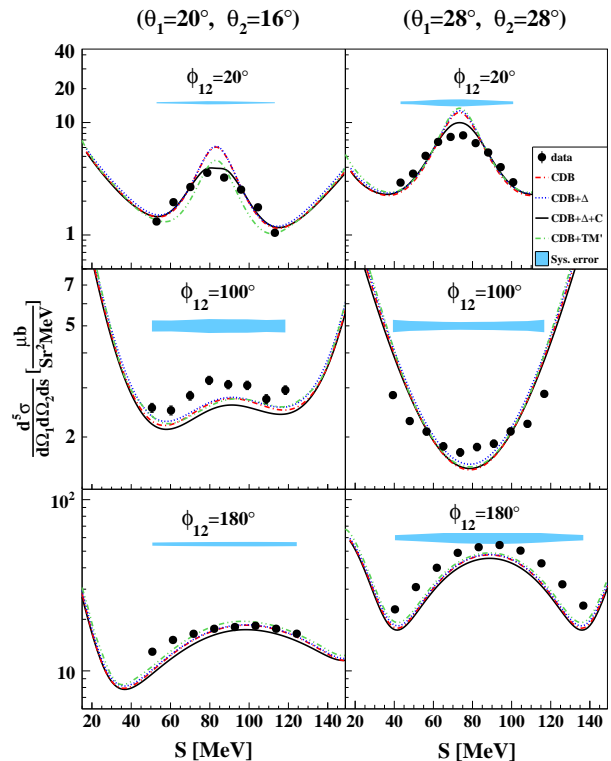 (θ1=20°, θ2=16°) (θ1=28°, θ2=28°)
40
20
10
1
ϕ12=20°
ϕ12=20°
data
CDB
CDB+Δ
CDB+Δ+C
CDB+TM'
Sys. error
7
5
2
ϕ12=100°
ϕ12=100°
d⁵σ/dΩ1dΩ2ds [μb/Sr²MeV]
10²
10
ϕ12=180°
ϕ12=180°
20 40 60 80 100 120 140 20 40 60 80 100 120 140
S [MeV] S [MeV]